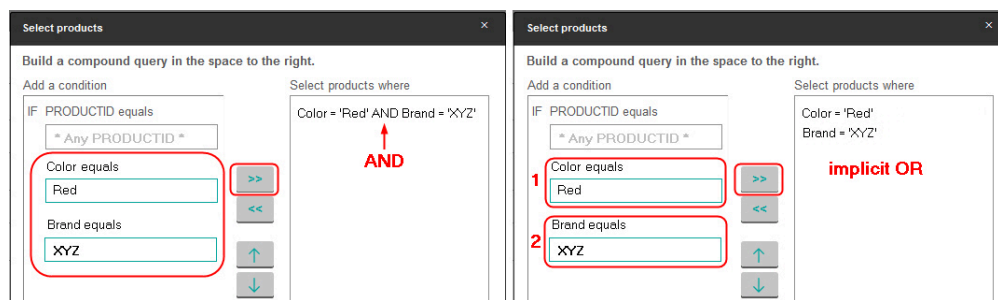 Select products ×
Build a compound query in the space to the right.
Add a condition
Select products where
IF PRODUCTID equals
* Any PRODUCTID *
Color equals
Red
Brand equals
XYZ
>>
<<
↑
↓
Color = 'Red' AND Brand = 'XYZ'
AND
Select products ×
Build a compound query in the space to the right.
Add a condition
Select products where
IF PRODUCTID equals
* Any PRODUCTID *
1
Color equals
Red
2
Brand equals
XYZ
>>
<<
↑
↓
Color = 'Red'
Brand = 'XYZ'
implicit OR